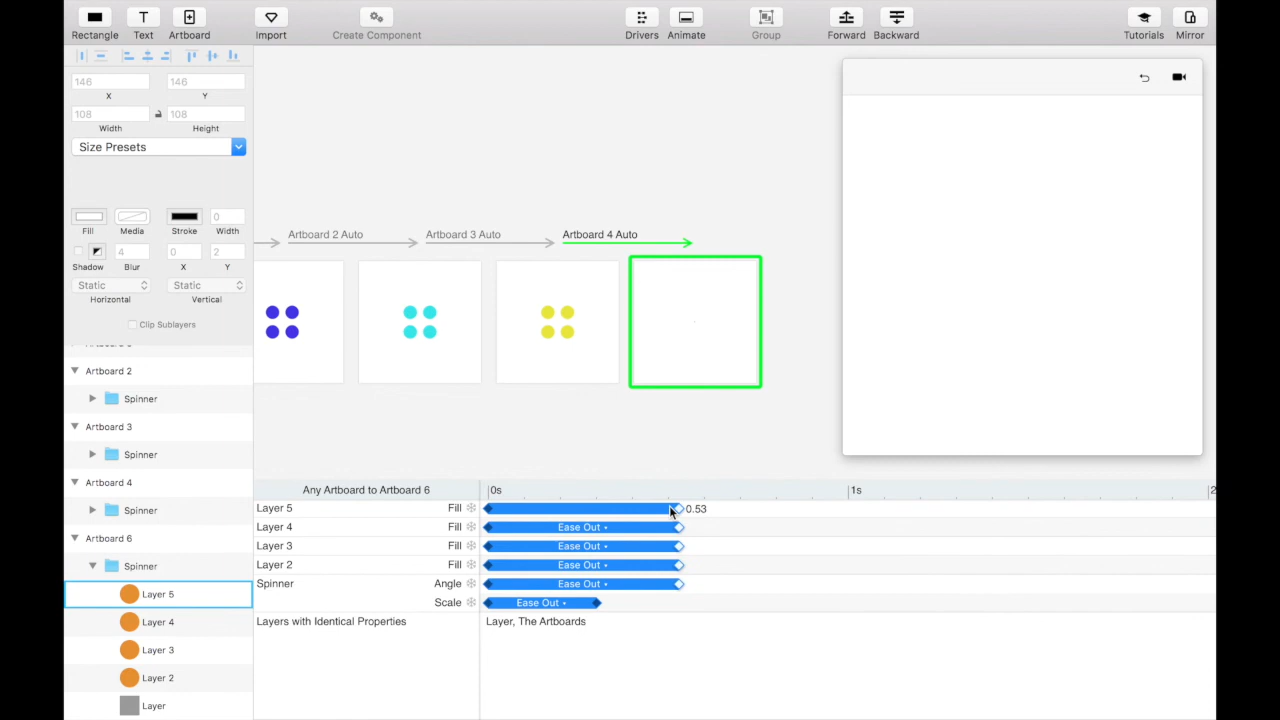 Rectangle Text Artboard Import Create Component Drivers Animate Group Forward Backward Tutorials Mirror
146 146
X Y
108 108
Width Height
Size Presets
0
Fill Media Stroke Width
4 0 2
Shadow Blur X Y
Static Static
Horizontal Vertical
Clip Sublayers
Artboard 2
Spinner
Artboard 3
Spinner
Artboard 4
Spinner
Artboard 6
Spinner
Layer 5
Layer 4
Layer 3
Layer 2
Layer
Artboard 2 Auto Artboard 3 Auto Artboard 4 Auto
Any Artboard to Artboard 6 0s 1s 2
Layer 5 Fill 0.53
Layer 4 Fill Ease Out
Layer 3 Fill Ease Out
Layer 2 Fill Ease Out
Spinner Angle Ease Out
Scale Ease Out
Layers with Identical Properties Layer, The Artboards